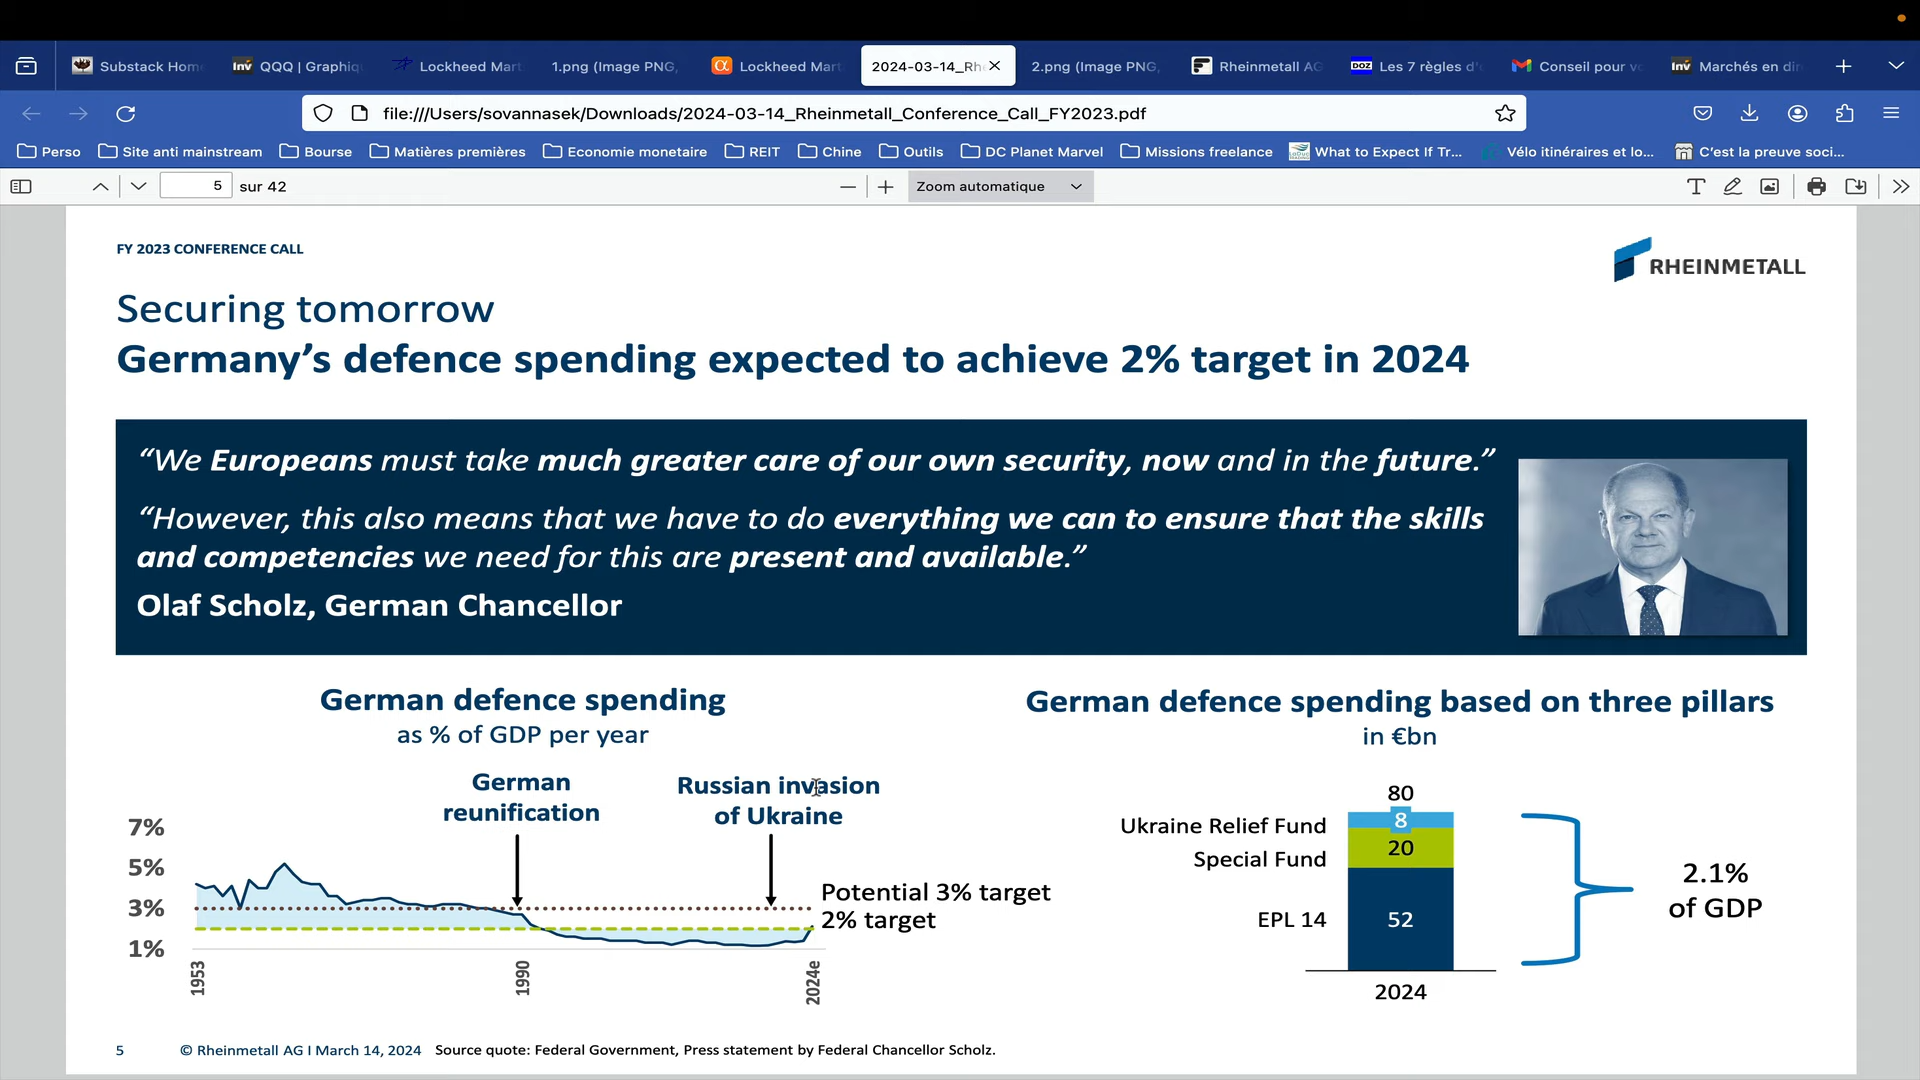 Substack Hom
QQQ | Graphiq
Lockheed Mart
1.png (Image PNG,
Lockheed Mart
2024-03-14_Rh
2.png (Image PNG,
Rheinmetall AG
Les 7 règles d'
Conseil pour v
Marchés en di
file:///Users/sovannasek/Downloads/2024-03-14_Rheinmetall_Conference_Call_FY2023.pdf
Perso
Site anti mainstream
Bourse
Matières premières
Economie monetaire
REIT
Chine
Outils
DC Planet Marvel
Missions freelance
What to Expect If Tr...
Vélo itinéraires et lo...
C'est la preuve soci...
5 sur 42
Zoom automatique
FY 2023 CONFERENCE CALL
RHEINMETALL
Securing tomorrow
Germany's defence spending expected to achieve 2% target in 2024
“We Europeans must take much greater care of our own security, now and in the future.”
“However, this also means that we have to do everything we can to ensure that the skills
and competencies we need for this are present and available.”
Olaf Scholz, German Chancellor
German defence spending
as % of GDP per year
German
reunification
Russian invasion
of Ukraine
7%
5%
3%
1%
Potential 3% target
2% target
1953
1990
2024e
German defence spending based on three pillars
in €bn
80
Ukraine Relief Fund
8
Special Fund
20
EPL 14
52
2024
2.1%
of GDP
5
© Rheinmetall AG I March 14, 2024
Source quote: Federal Government, Press statement by Federal Chancellor Scholz.